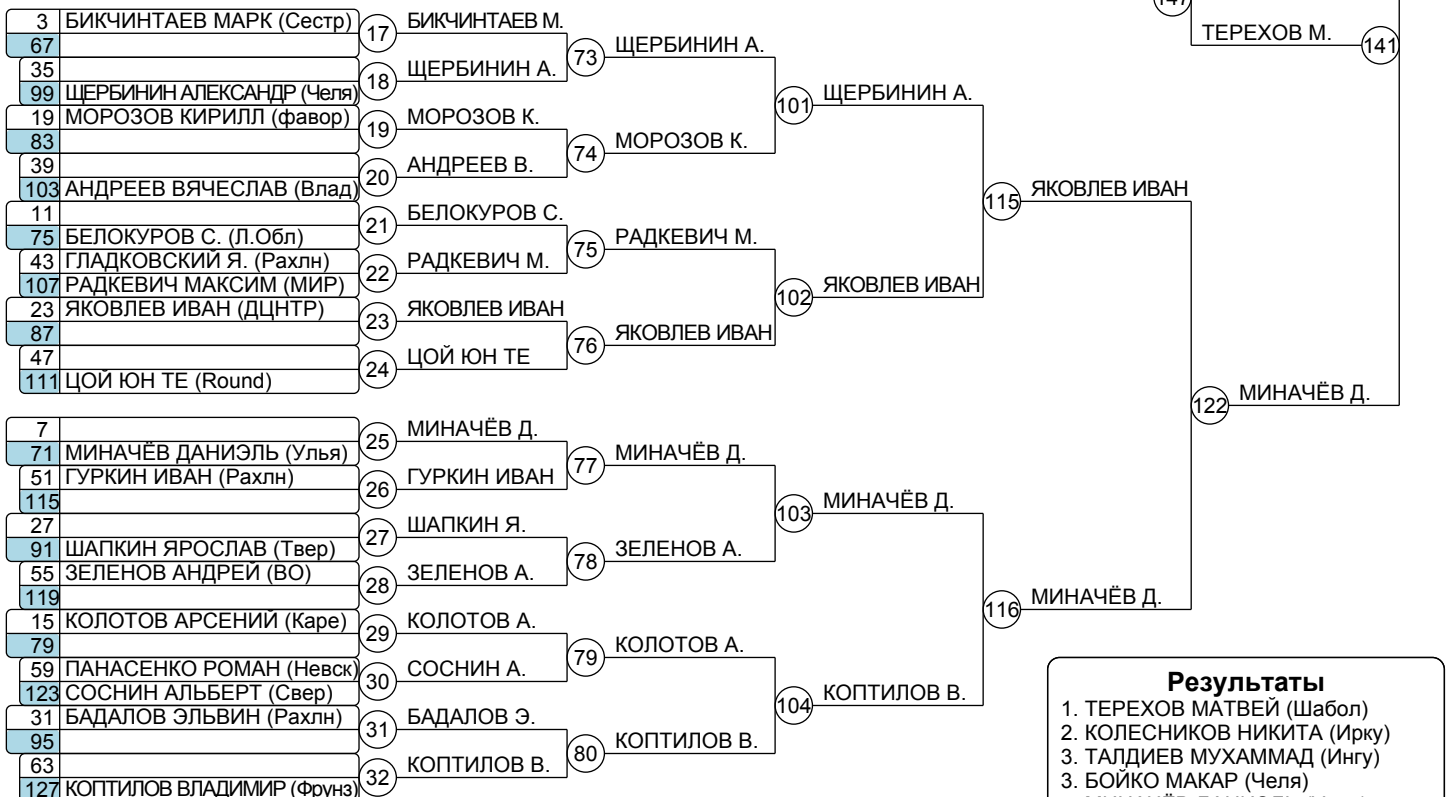 147
ТЕРЕХОВ М.
141
3 БИКЧИНТАЕВ МАРК (Сестр)
67
17 БИКЧИНТАЕВ М.
35
99 ЩЕРБИНИН АЛЕКСАНДР (Челя)
18 ЩЕРБИНИН А.
73 ЩЕРБИНИН А.
19 МОРОЗОВ КИРИЛЛ (фавор)
83
19 МОРОЗОВ К.
39
103 АНДРЕЕВ ВЯЧЕСЛАВ (Влад)
20 АНДРЕЕВ В.
74 МОРОЗОВ К.
101 ЩЕРБИНИН А.
11
75 БЕЛОКУРОВ С. (Л.Обл)
21 БЕЛОКУРОВ С.
43 ГЛАДКОВСКИЙ Я. (Рахлн)
107 РАДКЕВИЧ МАКСИМ (МИР)
22 РАДКЕВИЧ М.
75 РАДКЕВИЧ М.
23 ЯКОВЛЕВ ИВАН (ДЦНТР)
87
23 ЯКОВЛЕВ ИВАН
47
111 ЦОЙ ЮН ТЕ (Round)
24 ЦОЙ ЮН ТЕ
76 ЯКОВЛЕВ ИВАН
102 ЯКОВЛЕВ ИВАН
115 ЯКОВЛЕВ ИВАН
7
71 МИНАЧЁВ ДАНИЭЛЬ (Улья)
25 МИНАЧЁВ Д.
51 ГУРКИН ИВАН (Рахлн)
115
26 ГУРКИН ИВАН
77 МИНАЧЁВ Д.
27
91 ШАПКИН ЯРОСЛАВ (Твер)
27 ШАПКИН Я.
55 ЗЕЛЕНОВ АНДРЕЙ (ВО)
119
28 ЗЕЛЕНОВ А.
78 ЗЕЛЕНОВ А.
103 МИНАЧЁВ Д.
15 КОЛОТОВ АРСЕНИЙ (Каре)
79
29 КОЛОТОВ А.
59 ПАНАСЕНКО РОМАН (Невск)
123 СОСНИН АЛЬБЕРТ (Свер)
30 СОСНИН А.
79 КОЛОТОВ А.
31 БАДАЛОВ ЭЛЬВИН (Рахлн)
95
31 БАДАЛОВ Э.
63
127 КОПТИЛОВ ВЛАДИМИР (Фрунз)
32 КОПТИЛОВ В.
80 КОПТИЛОВ В.
104 КОПТИЛОВ В.
116 МИНАЧЁВ Д.
122 МИНАЧЁВ Д.
Результаты
1. ТЕРЕХОВ МАТВЕЙ (Шабол)
2. КОЛЕСНИКОВ НИКИТА (Ирку)
3. ТАЛДИЕВ МУХАММАД (Ингу)
3. БОЙКО МАКАР (Челя)